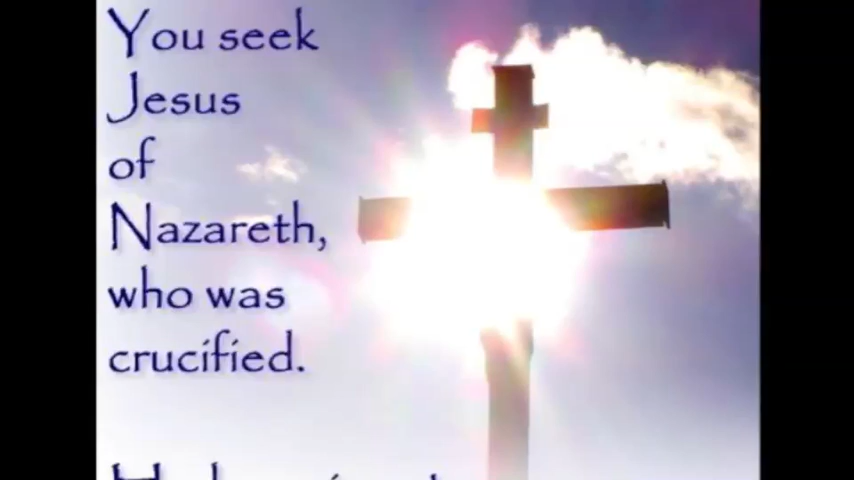 You seek
Jesus
of
Nazareth,
who was
crucified.